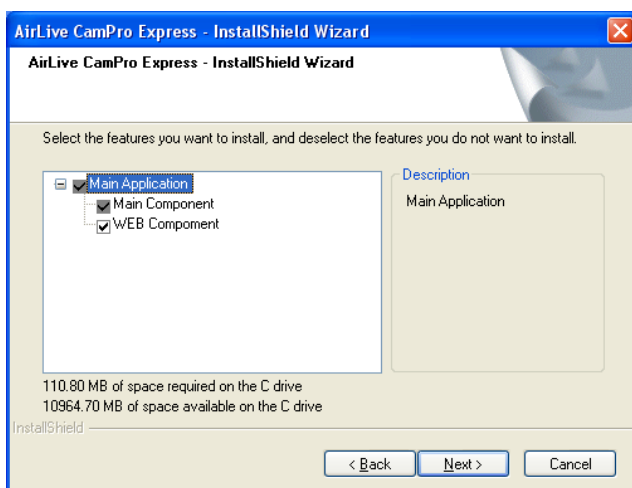 AirLive CamPro Express - InstallShield Wizard
AirLive CamPro Express - InstallShield Wizard
Select the features you want to install, and deselect the features you do not want to install.
Main Application
Main Component
WEB Compoment
Description
Main Application
110.80 MB of space required on the C drive
10964.70 MB of space available on the C drive
InstallShield
< Back
Next >
Cancel